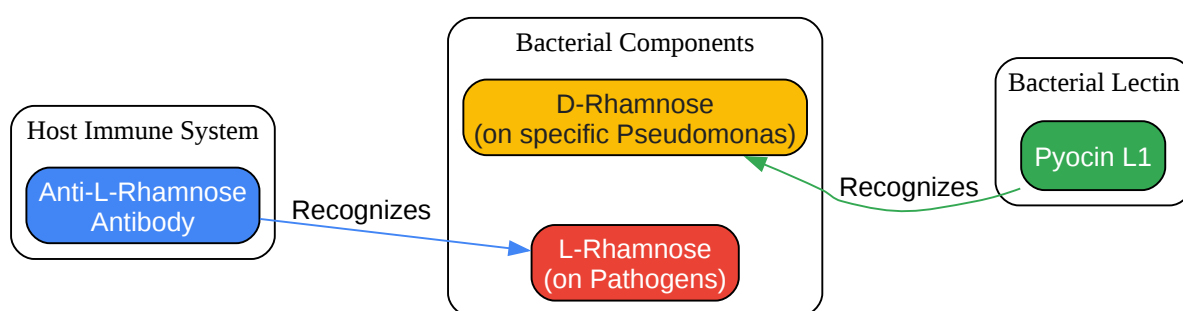 Host Immune System
Anti-L-Rhamnose
Antibody
Recognizes
Bacterial Components
D-Rhamnose
(on specific Pseudomonas)
L-Rhamnose
(on Pathogens)
Recognizes
Bacterial Lectin
Pyocin L1